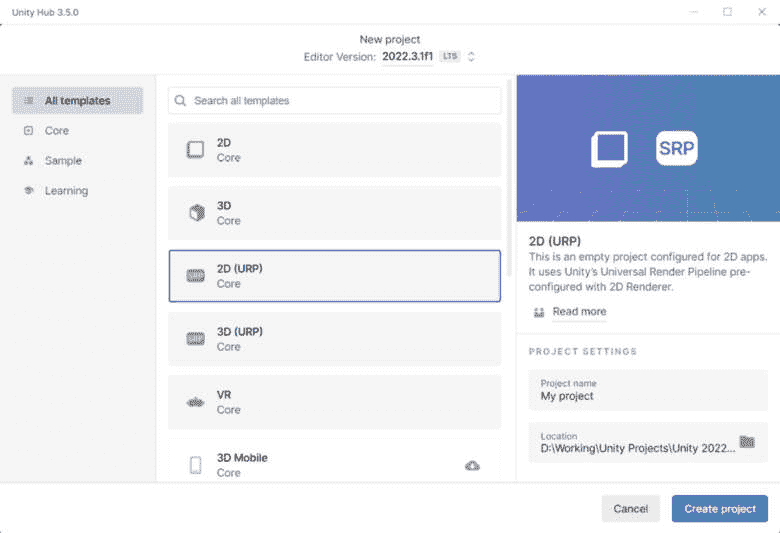 Unity Hub 3.5.0
New project
Editor Version: 2022.3.1f1 LTS
All templates
Core
Sample
Learning
Search all templates
2D
Core
3D
Core
2D (URP)
Core
3D (URP)
Core
VR
Core
3D Mobile
Core
SRP
2D (URP)
This is an empty project configured for 2D apps.
It uses Unity's Universal Render Pipeline pre-
configured with 2D Renderer.
Read more
PROJECT SETTINGS
Project name
My project
Location
D:\Working\Unity Projects\Unity 2022...
Cancel
Create project